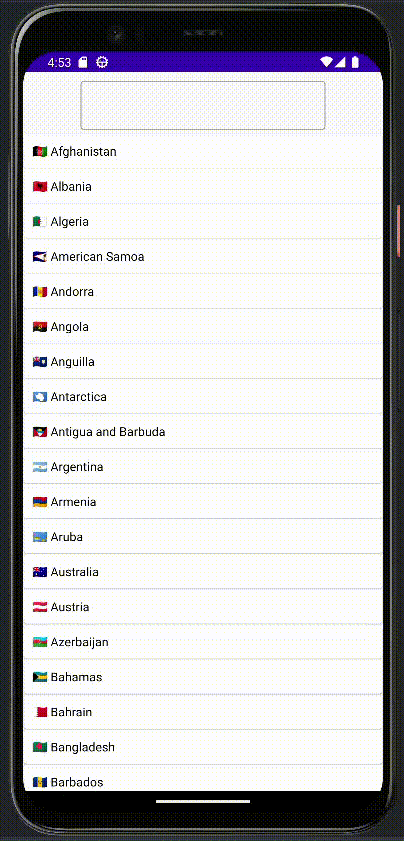 4:53
Afghanistan
Albania
Algeria
American Samoa
Andorra
Angola
Anguilla
Antarctica
Antigua and Barbuda
Argentina
Armenia
Aruba
Australia
Austria
Azerbaijan
Bahamas
Bahrain
Bangladesh
Barbados